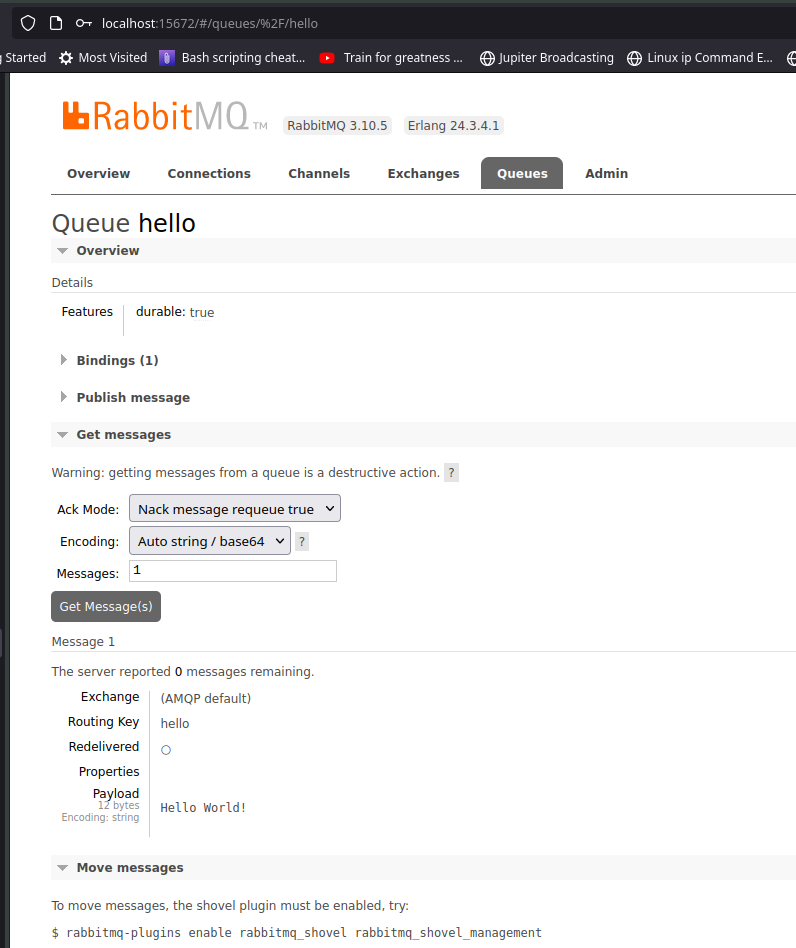 localhost:15672/#/queues/%2F/hello
Started Most Visited Bash scripting cheat... Train for greatness ... Jupiter Broadcasting Linux ip Command E...
RabbitMQ TM RabbitMQ 3.10.5 Erlang 24.3.4.1
Overview Connections Channels Exchanges Queues Admin
Queue hello
Overview
Details
Features durable: true
Bindings (1)
Publish message
Get messages
Warning: getting messages from a queue is a destructive action. ?
Ack Mode: Nack message requeue true
Encoding: Auto string / base64 ?
Messages: 1
Get Message(s)
Message 1
The server reported 0 messages remaining.
Exchange (AMQP default)
Routing Key hello
Redelivered ○
Properties
Payload
12 bytes
Encoding: string
Hello World!
Move messages
To move messages, the shovel plugin must be enabled, try:
$ rabbitmq-plugins enable rabbitmq_shovel rabbitmq_shovel_management